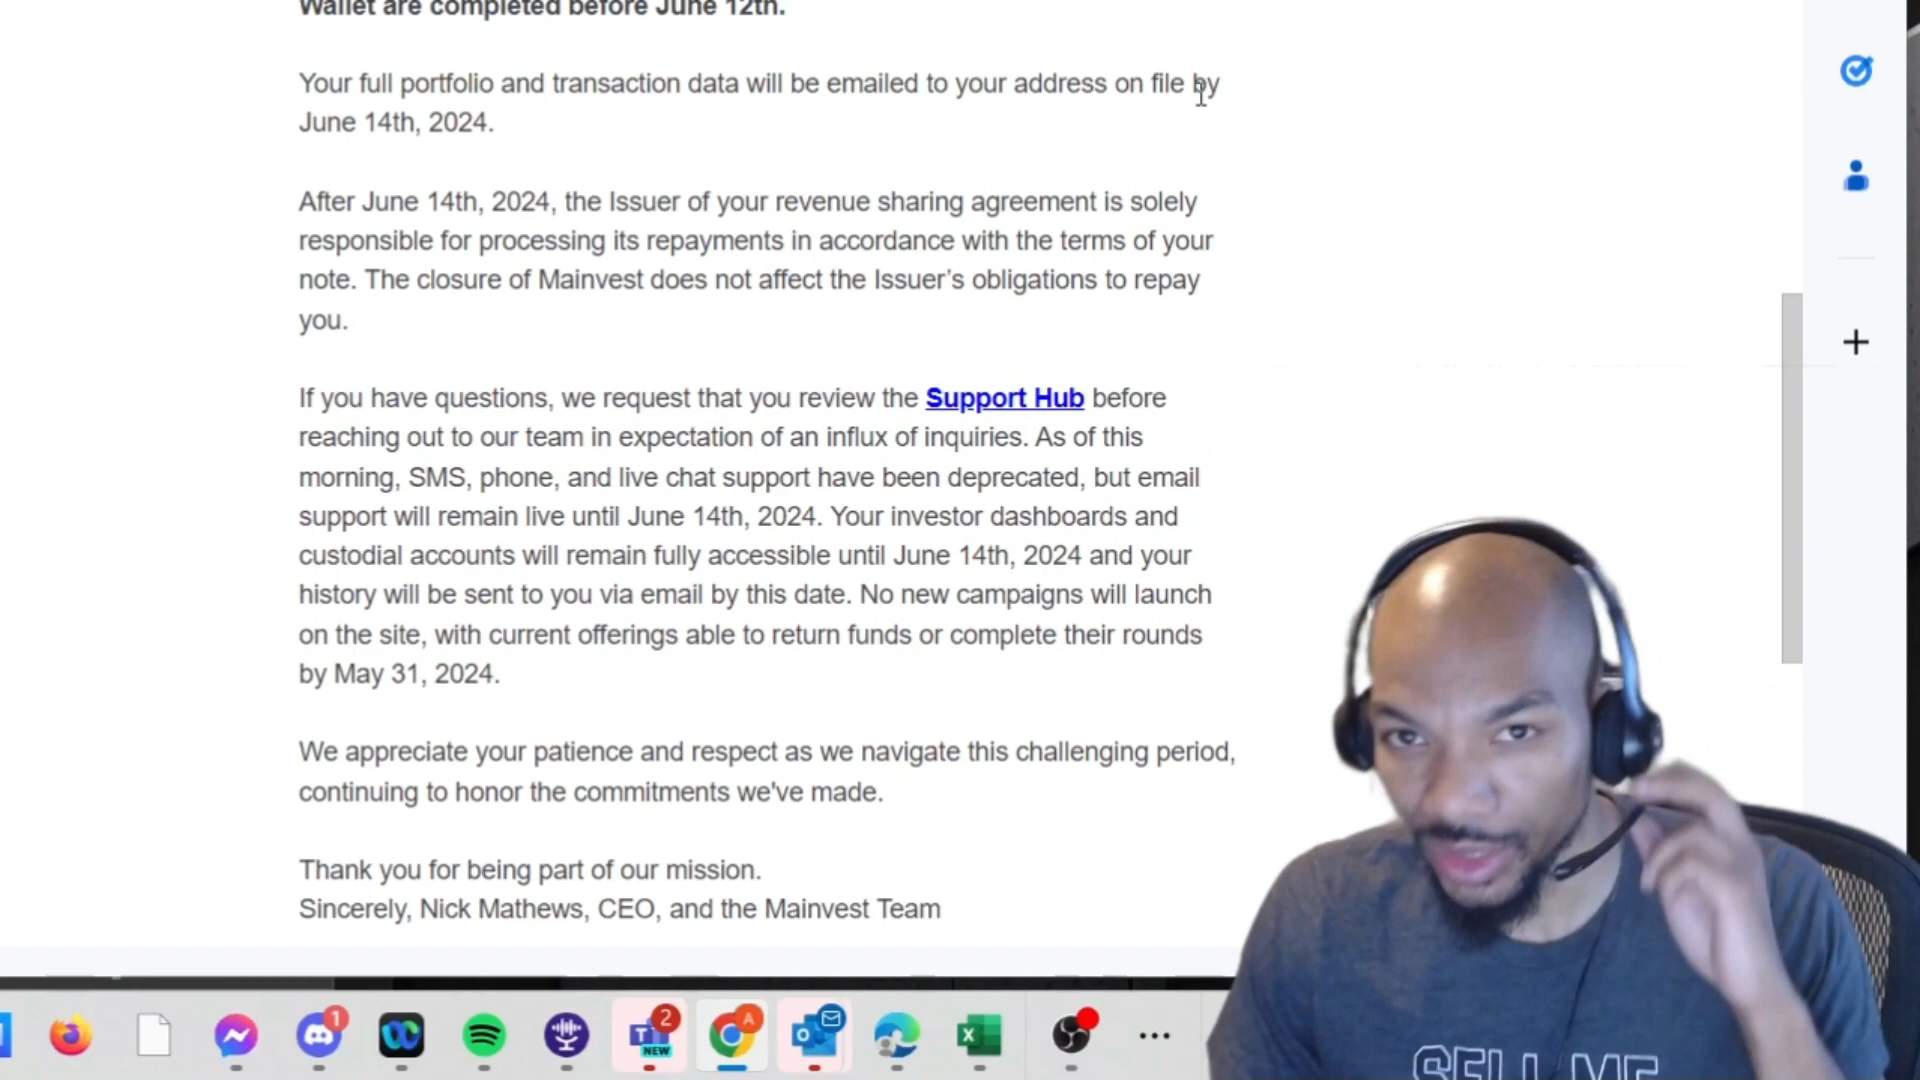 Wallet are completed before June 12th.
Your full portfolio and transaction data will be emailed to your address on file by
June 14th, 2024.
After June 14th, 2024, the Issuer of your revenue sharing agreement is solely
responsible for processing its repayments in accordance with the terms of your
note. The closure of Mainvest does not affect the Issuer’s obligations to repay
you.
If you have questions, we request that you review the Support Hub before
reaching out to our team in expectation of an influx of inquiries. As of this
morning, SMS, phone, and live chat support have been deprecated, but email
support will remain live until June 14th, 2024. Your investor dashboards and
custodial accounts will remain fully accessible until June 14th, 2024 and your
history will be sent to you via email by this date. No new campaigns will launch
on the site, with current offerings able to return funds or complete their rounds
by May 31, 2024.
We appreciate your patience and respect as we navigate this challenging period,
continuing to honor the commitments we've made.
Thank you for being part of our mission.
Sincerely, Nick Mathews, CEO, and the Mainvest Team
SELL ME
1
2
T
NEW
A
O
X